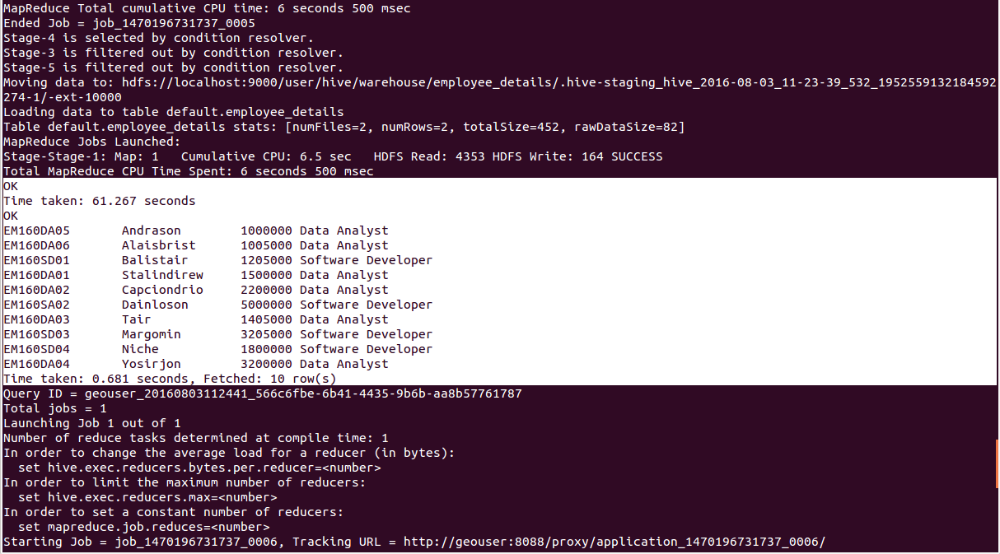 MapReduce Total cumulative CPU time: 6 seconds 500 msec
Ended Job = job_1470196731737_0005
Stage-4 is selected by condition resolver.
Stage-3 is filtered out by condition resolver.
Stage-5 is filtered out by condition resolver.
Moving data to: hdfs://localhost:9000/user/hive/warehouse/employee_details/.hive-staging_hive_2016-08-03_11-23-39_532_1952559132184592
274-1/-ext-10000
Loading data to table default.employee_details
Table default.employee_details stats: [numFiles=2, numRows=2, totalSize=452, rawDataSize=82]
MapReduce Jobs Launched:
Stage-Stage-1: Map: 1   Cumulative CPU: 6.5 sec   HDFS Read: 4353 HDFS Write: 164 SUCCESS
Total MapReduce CPU Time Spent: 6 seconds 500 msec
OK
Time taken: 61.267 seconds
OK
EM160DA05       Andrason        1000000 Data Analyst
EM160DA06       Alaisbrist      1005000 Data Analyst
EM160SD01       Balistair       1205000 Software Developer
EM160DA01       Stalindirew     1500000 Data Analyst
EM160DA02       Capciondrio     2200000 Data Analyst
EM160SA02       Dainloson       5000000 Software Developer
EM160DA03       Tair            1405000 Data Analyst
EM160SD03       Margomin        3205000 Software Developer
EM160SD04       Niche           1800000 Software Developer
EM160DA04       Yosirjon        3200000 Data Analyst
Time taken: 0.681 seconds, Fetched: 10 row(s)
Query ID = geouser_20160803112441_566c6fbe-6b41-4435-9b6b-aa8b57761787
Total jobs = 1
Launching Job 1 out of 1
Number of reduce tasks determined at compile time: 1
In order to change the average load for a reducer (in bytes):
  set hive.exec.reducers.bytes.per.reducer=<number>
In order to limit the maximum number of reducers:
  set hive.exec.reducers.max=<number>
In order to set a constant number of reducers:
  set mapreduce.job.reduces=<number>
Starting Job = job_1470196731737_0006, Tracking URL = http://geouser:8088/proxy/application_1470196731737_0006/